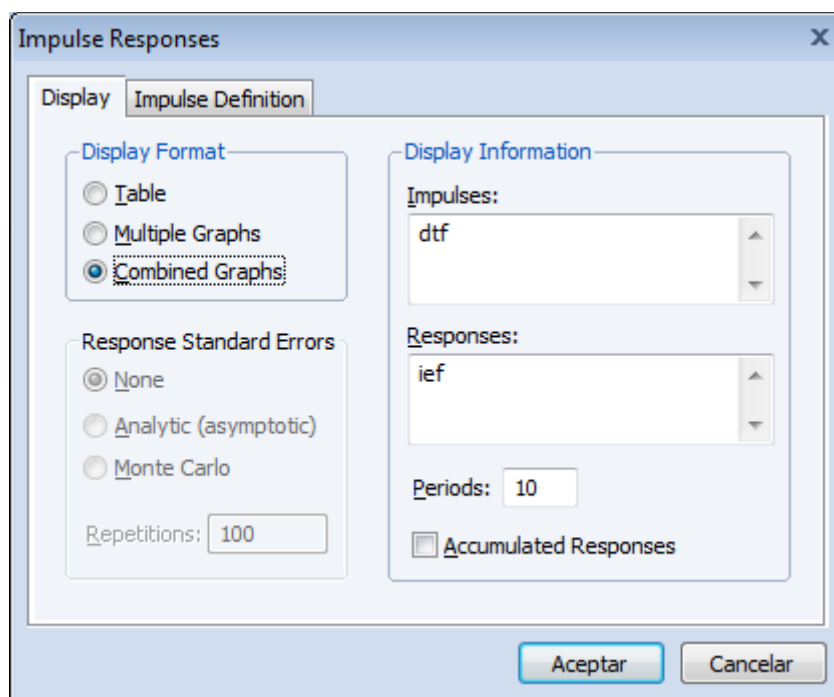 Impulse Responses
Display
Impulse Definition
Display Format
Table
Multiple Graphs
Combined Graphs
Response Standard Errors
None
Analytic (asymptotic)
Monte Carlo
Repetitions: 100
Display Information
Impulses:
dtf
Responses:
ief
Periods: 10
Accumulated Responses
Aceptar
Cancelar